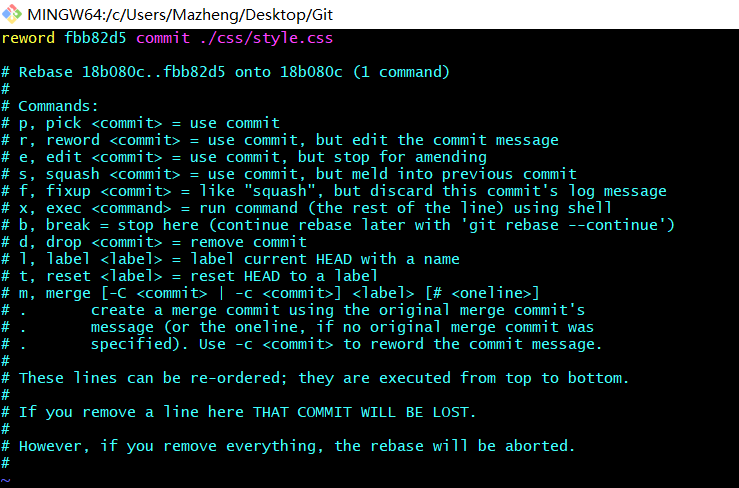 MINGW64:/c/Users/Mazheng/Desktop/Git
reword fbb82d5 commit ./css/style.css
# Rebase 18b080c..fbb82d5 onto 18b080c (1 command)
#
# Commands:
# p, pick <commit> = use commit
# r, reword <commit> = use commit, but edit the commit message
# e, edit <commit> = use commit, but stop for amending
# s, squash <commit> = use commit, but meld into previous commit
# f, fixup <commit> = like "squash", but discard this commit's log message
# x, exec <command> = run command (the rest of the line) using shell
# b, break = stop here (continue rebase later with 'git rebase --continue')
# d, drop <commit> = remove commit
# l, label <label> = label current HEAD with a name
# t, reset <label> = reset HEAD to a label
# m, merge [-C <commit> | -c <commit>] <label> [# <oneline>]
# .       create a merge commit using the original merge commit's
# .       message (or the oneline, if no original merge commit was
# .       specified). Use -c <commit> to reword the commit message.
#
# These lines can be re-ordered; they are executed from top to bottom.
#
# If you remove a line here THAT COMMIT WILL BE LOST.
#
# However, if you remove everything, the rebase will be aborted.
#
~